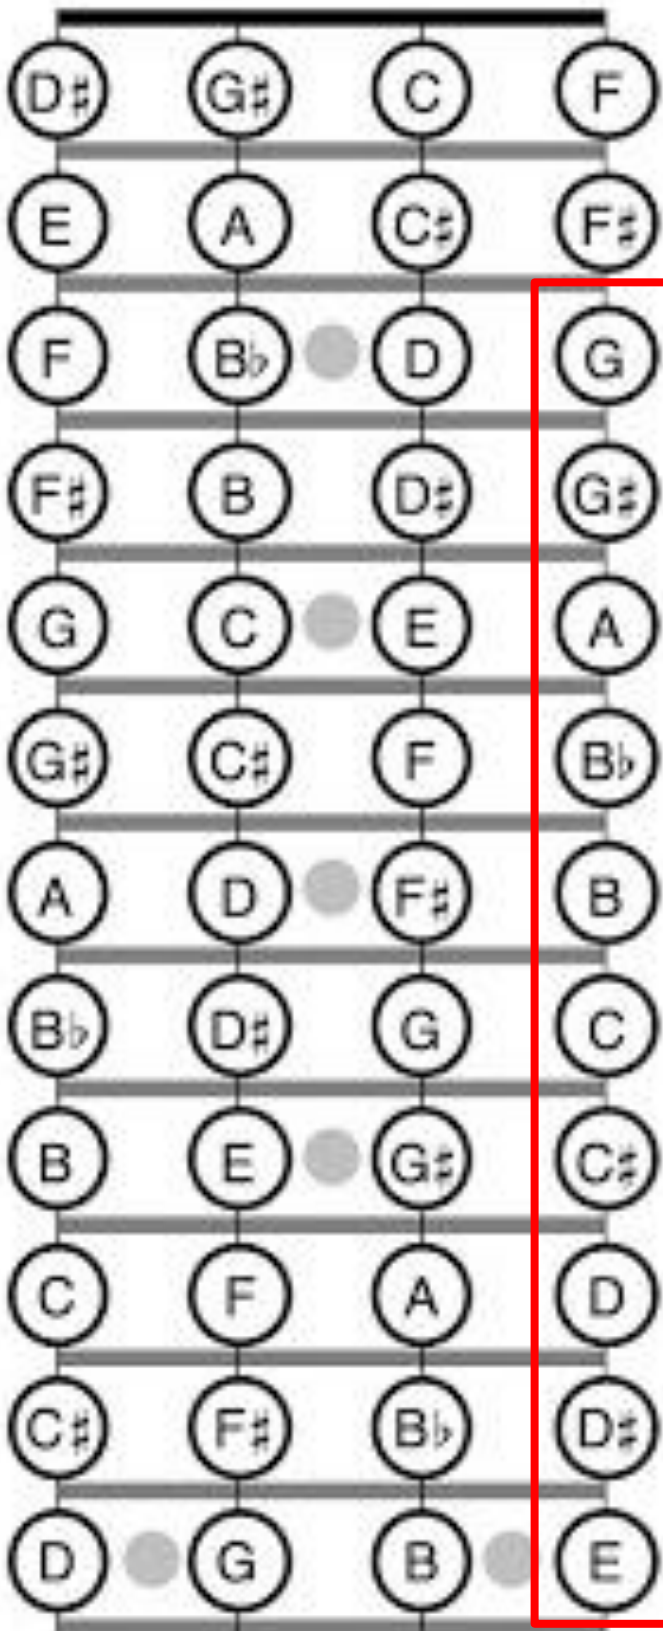 D♯ G♯ C F
E A C♯ F♯
F B♭ D G
F♯ B D♯ G♯
G C E A
G♯ C♯ F B♭
A D F♯ B
B♭ D♯ G C
B E G♯ C♯
C F A D
C♯ F♯ B♭ D♯
D G B E